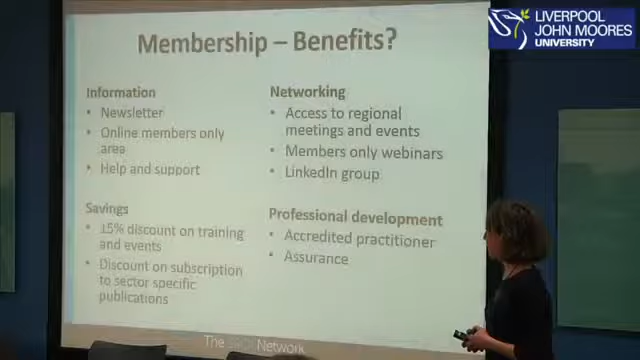 LIVERPOOL
JOHN MOORES
UNIVERSITY
Membership – Benefits?
Information
• Newsletter
• Online members only
area
• Help and support
Networking
• Access to regional
meetings and events
• Members only webinars
• LinkedIn group
Savings
• 15% discount on training
and events
• Discount on subscription
to sector specific
publications
Professional development
• Accredited practitioner
• Assurance
The Network